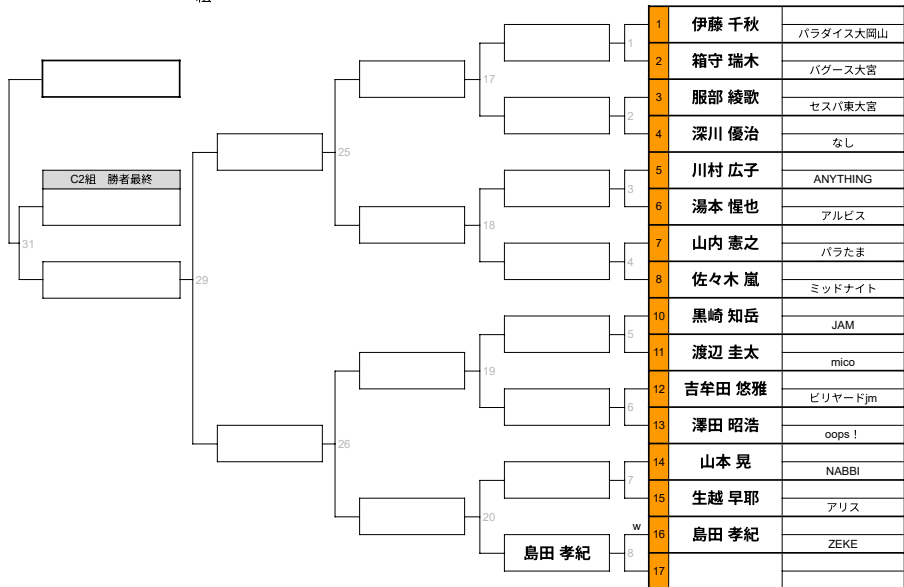 組
1 伊藤 千秋 パラダイス大岡山
1
2 箱守 瑞木 バグース大宮
17
3 服部 綾歌 セスパ東大宮
2
4 深川 優治 なし
25
5 川村 広子 ANYTHING
C2組 勝者最終
3
6 湯本 惺也 アルビス
18
31
7 山内 憲之 パラたま
4
8 佐々木 嵐 ミッドナイト
29
10 黒崎 知岳 JAM
5
11 渡辺 圭太 mico
19
12 吉牟田 悠雅 ビリヤードjm
6
13 澤田 昭浩 oops！
26
14 山本 晃 NABBI
7
15 生越 早耶 アリス
20
w
16 島田 孝紀 ZEKE
島田 孝紀
8
17